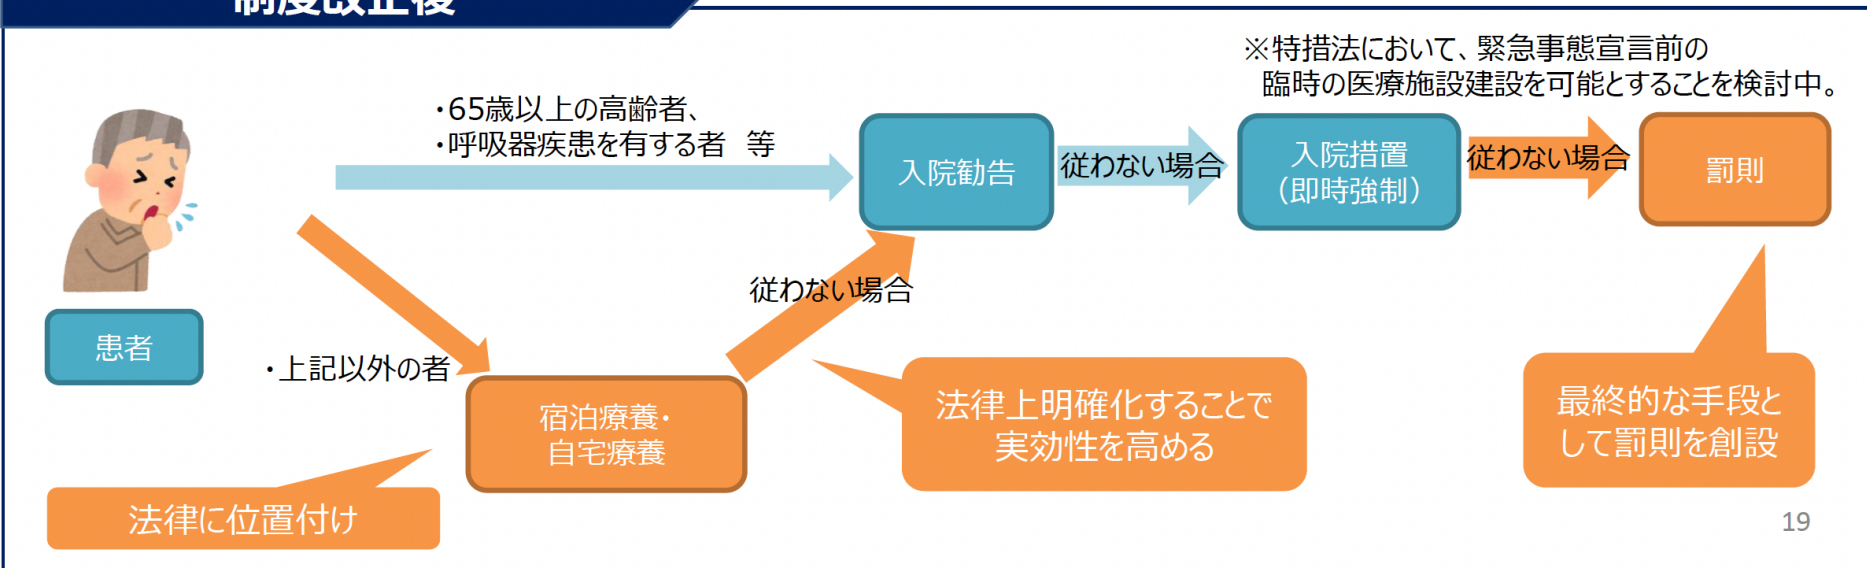 制度改正後
※特措法において、緊急事態宣言前の
臨時の医療施設建設を可能とすることを検討中。
・65歳以上の高齢者、
・呼吸器疾患を有する者　等
入院勧告
従わない場合
入院措置
（即時強制）
従わない場合
罰則
従わない場合
患者
・上記以外の者
宿泊療養・
自宅療養
法律上明確化することで
実効性を高める
最終的な手段と
して罰則を創設
法律に位置付け
19